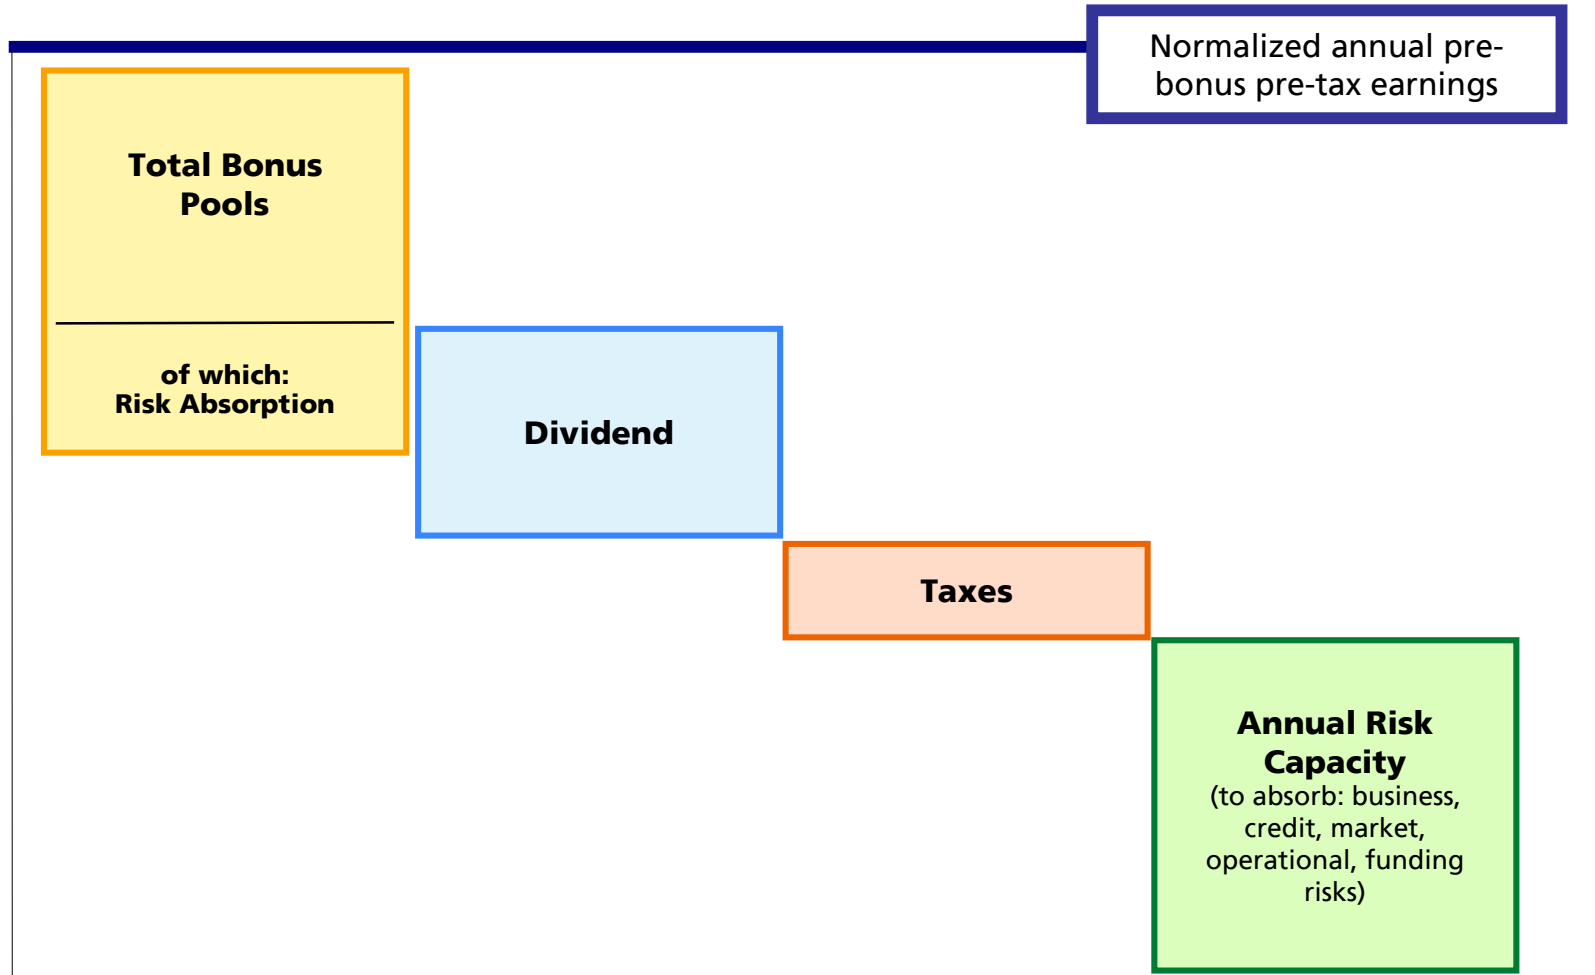 Normalized annual pre-
bonus pre-tax earnings
Total Bonus
Pools
of which:
Risk Absorption
Dividend
Taxes
Annual Risk
Capacity
(to absorb: business,
credit, market,
operational, funding
risks)